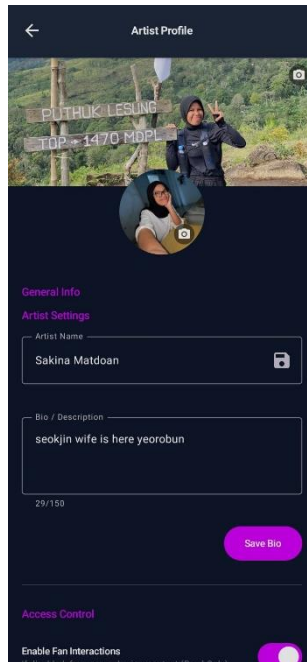 Artist Profile
PUTHUK LESUNG
TOP → 1470 MDPL
General Info
Artist Settings
Artist Name
Sakina Matdoan
Bio / Description
seokjin wife is here yeorobun
29/150
Save Bio
Access Control
Enable Fan Interactions